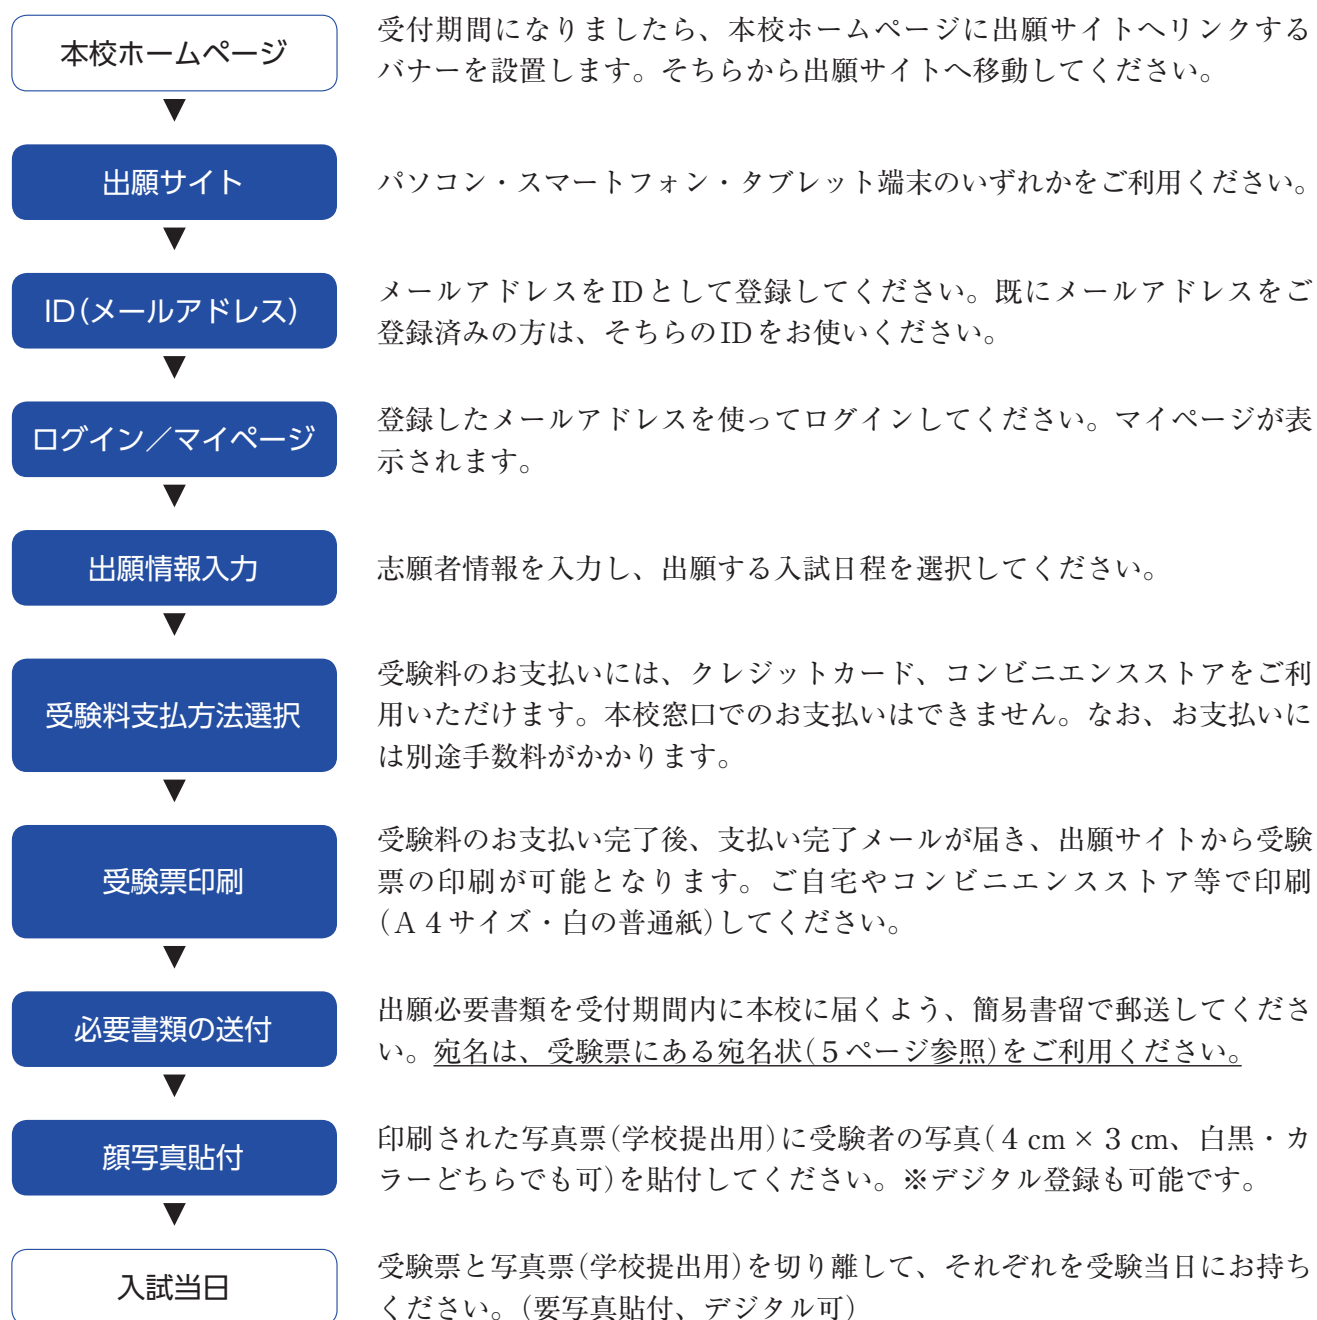 本校ホームページ
受付期間になりましたら、本校ホームページに出願サイトへリンクする
バナーを設置します。そちらから出願サイトへ移動してください。
▼
出願サイト
パソコン・スマートフォン・タブレット端末のいずれかをご利用ください。
▼
ID(メールアドレス)
メールアドレスをIDとして登録してください。既にメールアドレスをご
登録済みの方は、そちらのIDをお使いください。
▼
ログイン／マイページ
登録したメールアドレスを使ってログインしてください。マイページが表
示されます。
▼
出願情報入力
志願者情報を入力し、出願する入試日程を選択してください。
▼
受験料支払方法選択
受験料のお支払いには、クレジットカード、コンビニエンスストアをご利
用いただけます。本校窓口でのお支払いはできません。なお、お支払いに
は別途手数料がかかります。
▼
受験票印刷
受験料のお支払い完了後、支払い完了メールが届き、出願サイトから受験
票の印刷が可能となります。ご自宅やコンビニエンスストア等で印刷
(A４サイズ・白の普通紙)してください。
▼
必要書類の送付
出願必要書類を受付期間内に本校に届くよう、簡易書留で郵送してくださ
い。宛名は、受験票にある宛名状(５ページ参照)をご利用ください。
▼
顔写真貼付
印刷された写真票(学校提出用)に受験者の写真(４cm×３cm、白黒・カ
ラーどちらでも可)を貼付してください。※デジタル登録も可能です。
▼
入試当日
受験票と写真票(学校提出用)を切り離して、それぞれを受験当日にお持ち
ください。(要写真貼付、デジタル可)